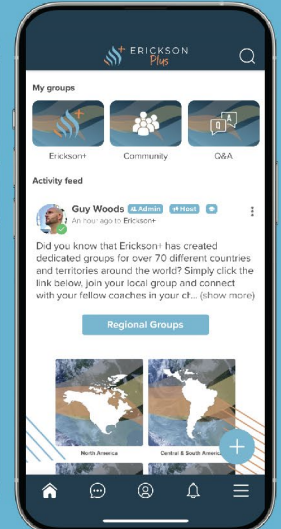 ERICKSON
Plus
My groups
Q A
Erickson+
Community
Q&A
Activity feed
Guy Woods Admin Host
An hour ago to Erickson+
Did you know that Erickson+ has created
dedicated groups for over 70 different countries
and territories around the world? Simply click the
link below, join your local group and connect
with your fellow coaches in your ch... (show more)
Regional Groups
North America
Central & South America